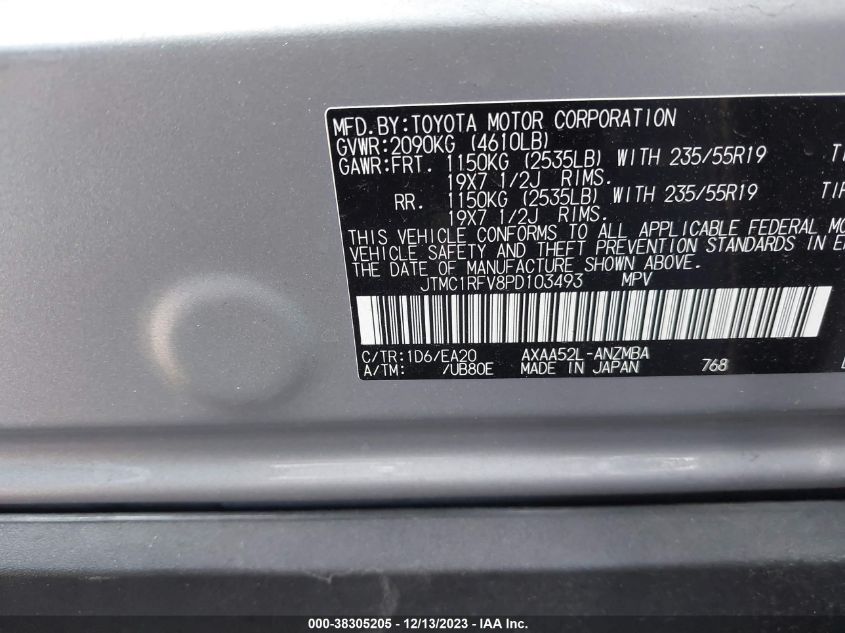 MFD.BY:TOYOTA MOTOR CORPORATION
GVWR:2090KG (4610LB)
GAWR:FRT. 1150KG (2535LB) WITH 235/55R19 TI
19X7 1/2J RIMS.
RR. 1150KG (2535LB) WITH 235/55R19 TIR
19X7 1/2J RIMS.
THIS VEHICLE CONFORMS TO ALL APPLICABLE FEDERAL MO
VEHICLE SAFETY AND THEFT PREVENTION STANDARDS IN E
THE DATE OF MANUFACTURE SHOWN ABOVE.
JTMC1RFV8PD103493 MPV
C/TR:1D6/EA20 AXAA52L-ANZMBA
A/TM: /UB80E MADE IN JAPAN 768
000-38305205 - 12/13/2023 - IAA Inc.